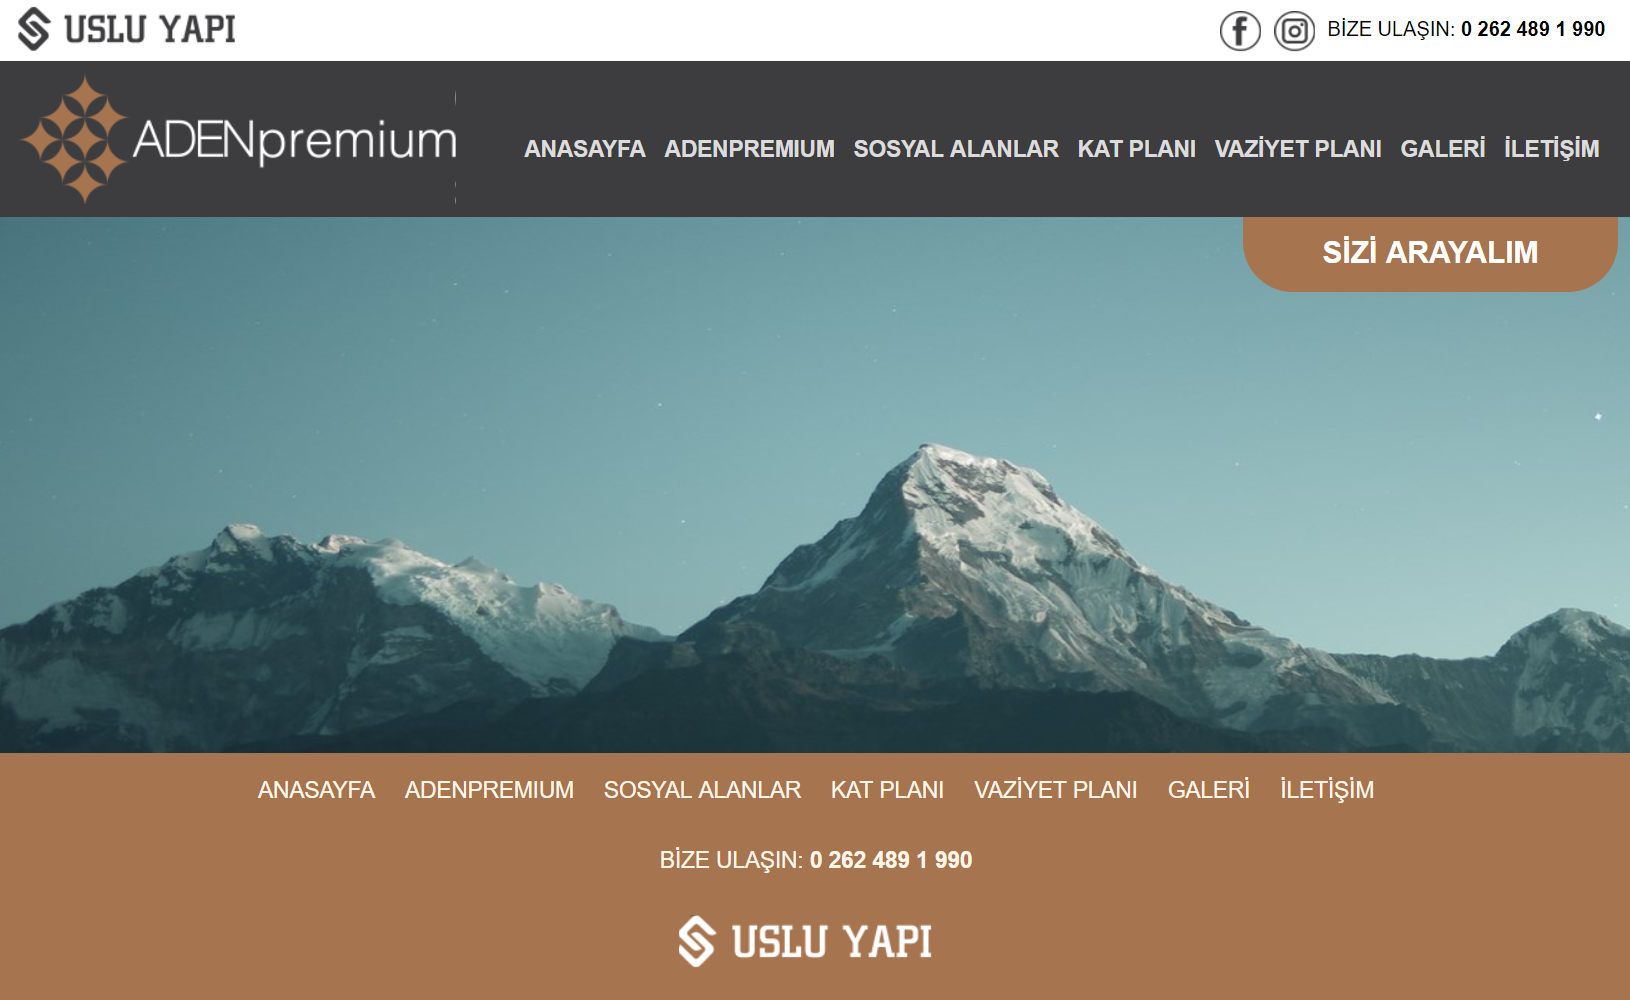 USLU YAPI
BİZE ULAŞIN: 0 262 489 1 990
ADENpremium
ANASAYFA ADENPREMIUM SOSYAL ALANLAR KAT PLANI VAZİYET PLANI GALERİ İLETİŞİM
SİZİ ARAYALIM
ANASAYFA ADENPREMIUM SOSYAL ALANLAR KAT PLANI VAZİYET PLANI GALERİ İLETİŞİM
BİZE ULAŞIN: 0 262 489 1 990
USLU YAPI